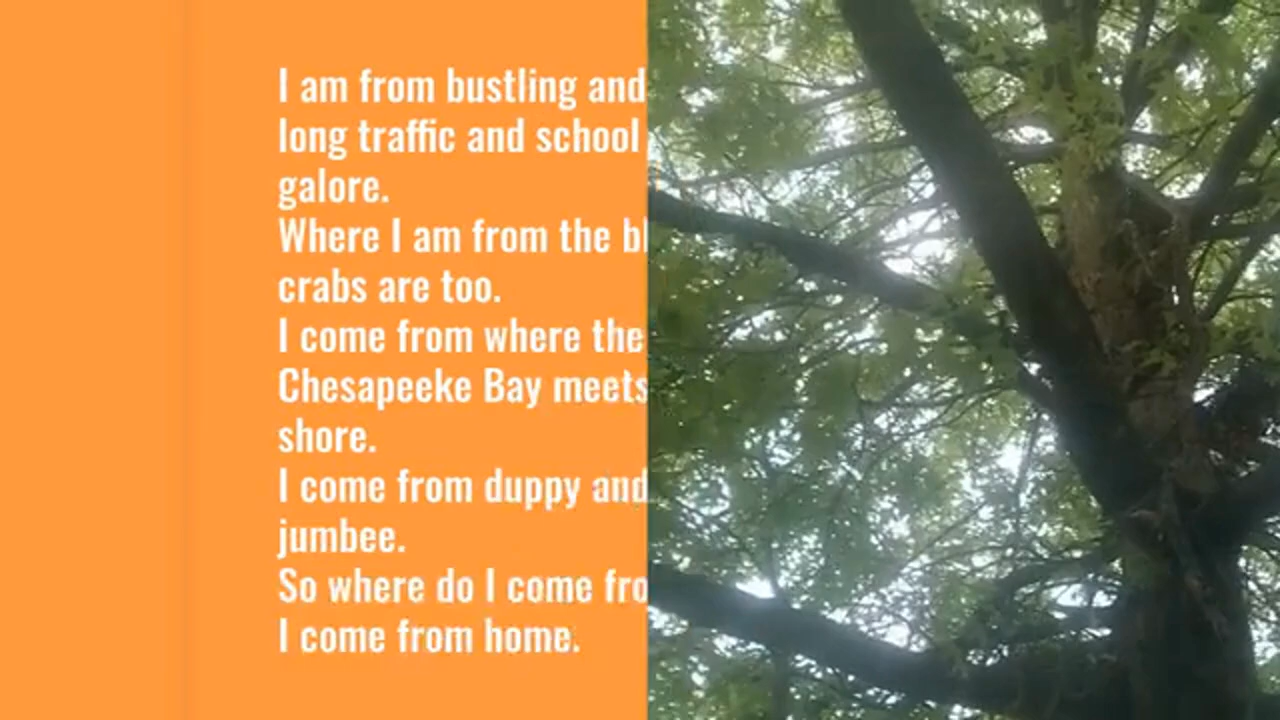 I am from bustling and
long traffic and school
galore.
Where I am from the
crabs are too.
I come from where the
Chesapeeke Bay meets
shore.
I come from duppy and
jumbee.
So where do I come
I come from home.